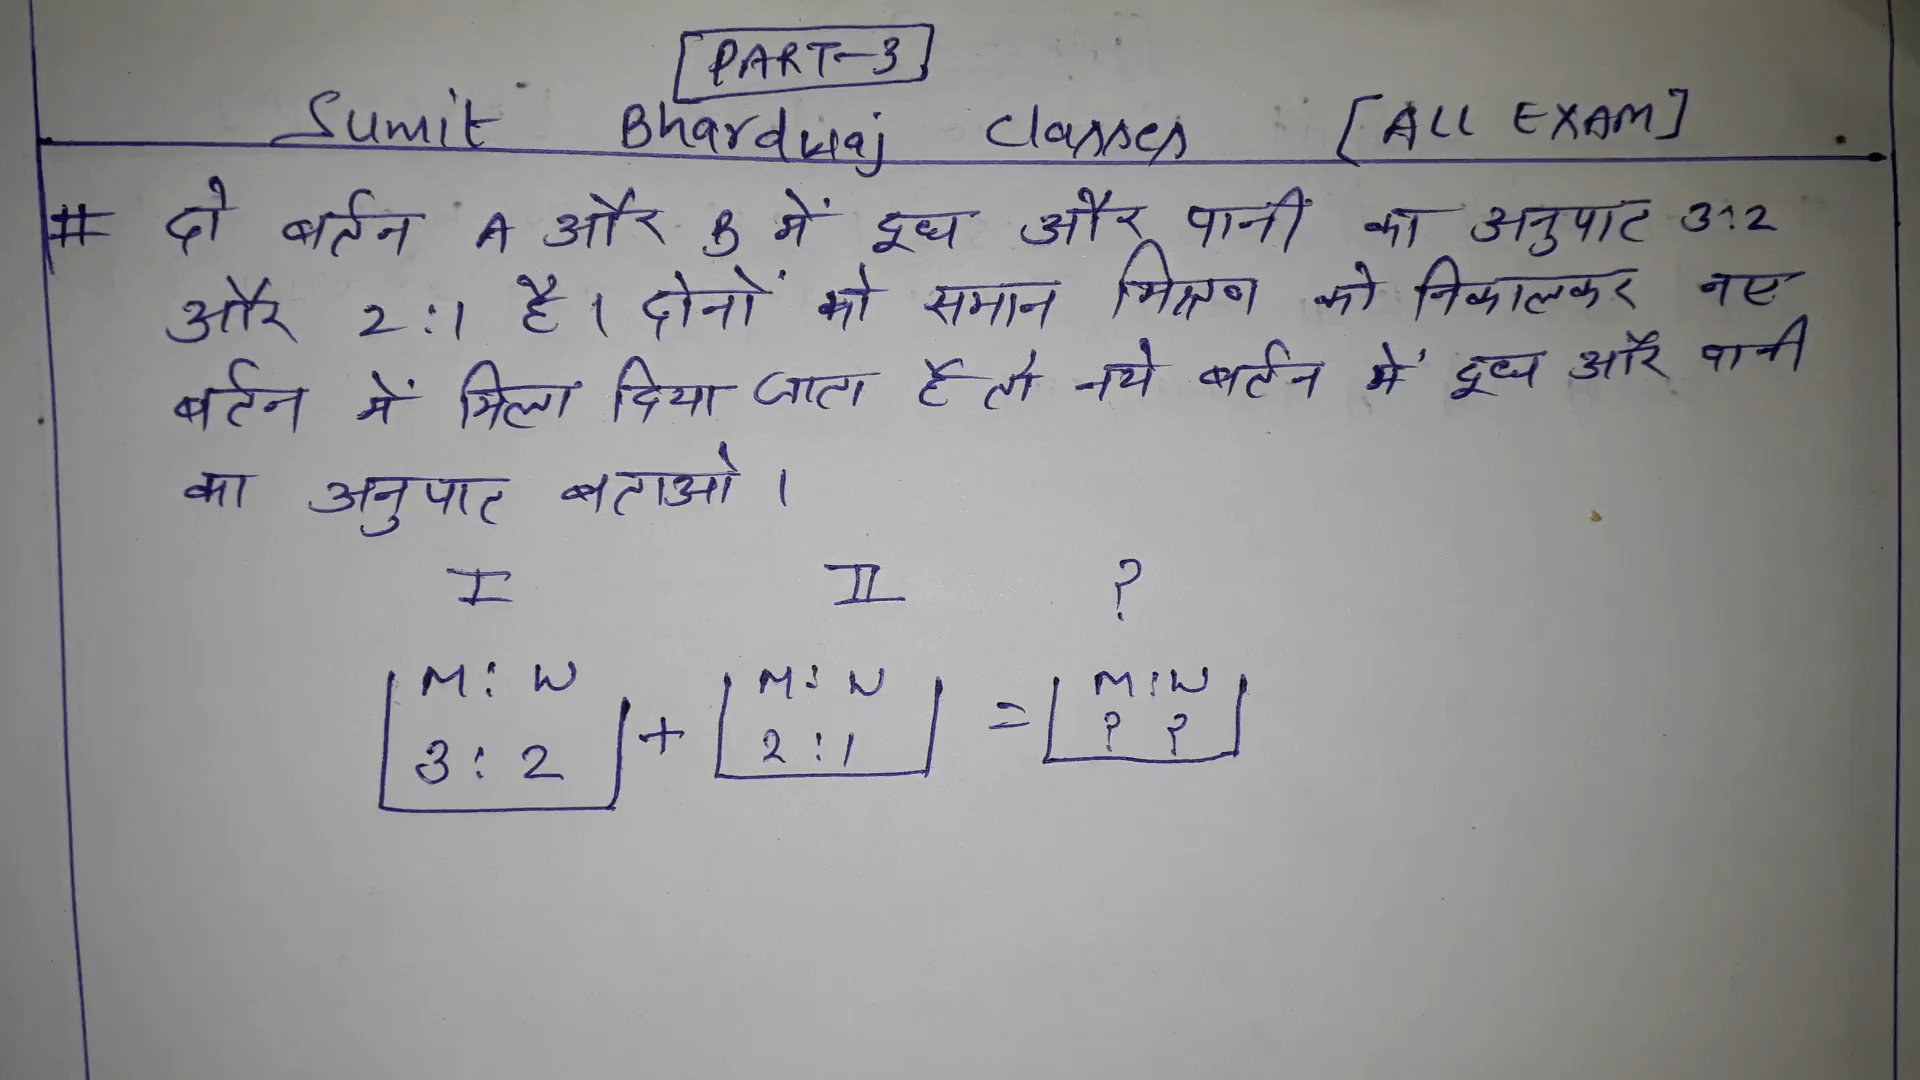 [PART-3]
Sumit Bharduaj Classes [ALL EXAM]
# दो बर्तन A और B में दूध और पानी का अनुपात 3:2
और 2:1 है। दोनों को समान मिश्रण को निकालकर नए
बर्तन में मिला दिया जाता है तो नये बर्तन में दूध और पानी
का अनुपात बताओ।
I II ?
M:W M:W M:W
3:2 + 2:1 = ? ?